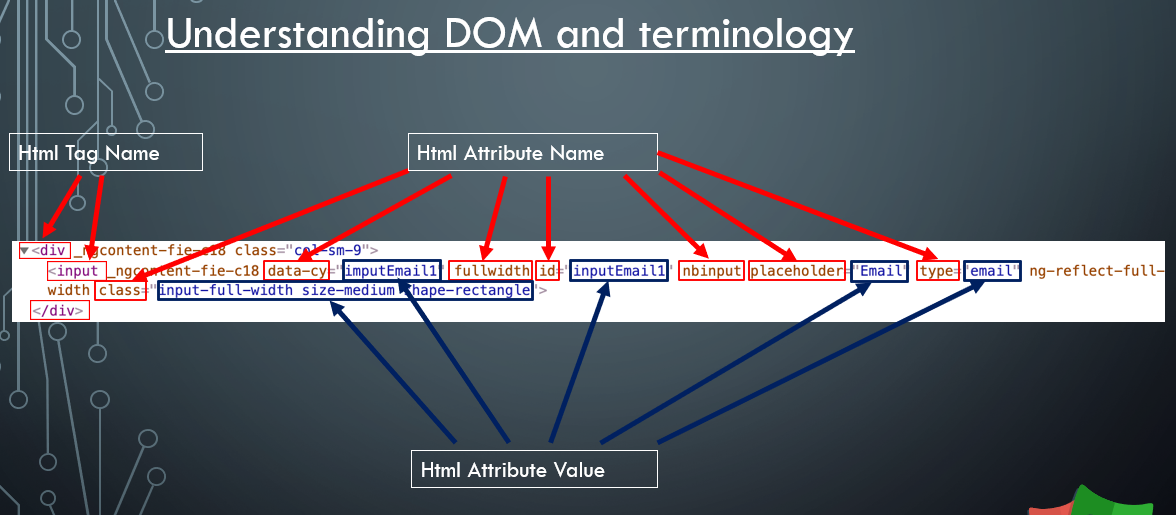 Understanding DOM and terminology
Html Tag Name
Html Attribute Name
<div _ngcontent-fie-c18 class="col-sm-9">
<input _ngcontent-fie-c18 data-cy="imputEmail1" fullwidth id="inputEmail1" nbinput placeholder="Email" type="email" ng-reflect-full-
width class="input-full-width size-medium shape-rectangle">
</div>
Html Attribute Value